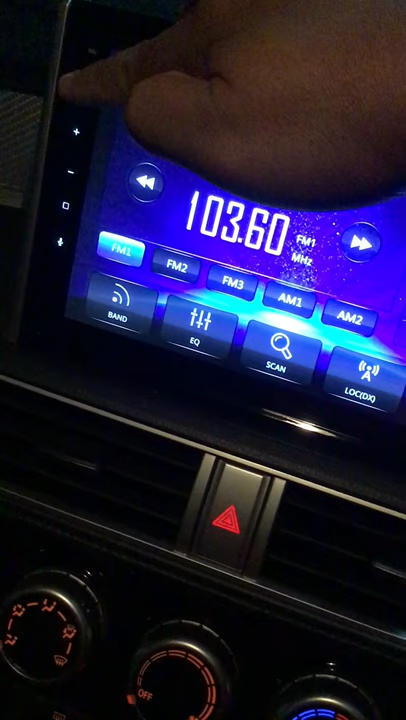 103.60
FM1
MHz
FM1
FM2
FM3
AM1
AM2
BAND
EQ
SCAN
LOC(DX)
OFF